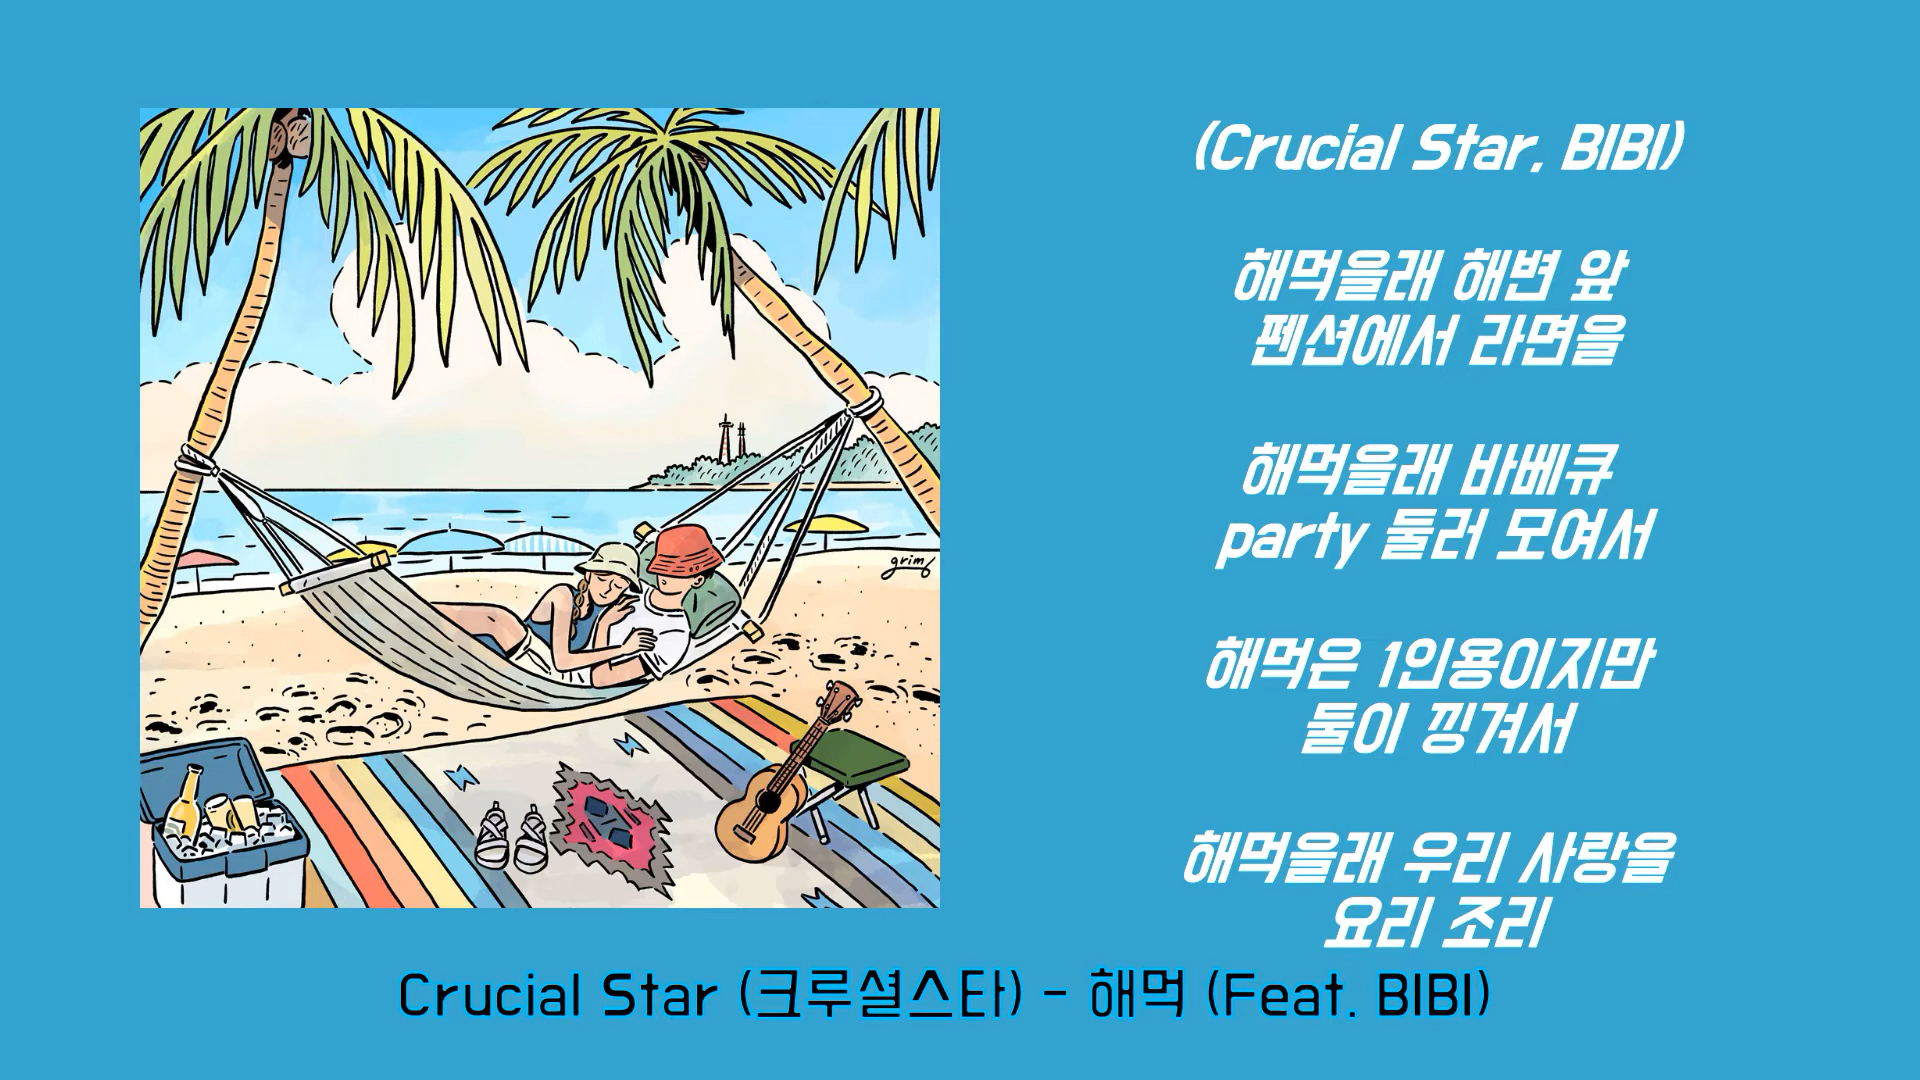 (Crucial Star, BIBI)
해먹을래 해변 앞
펜션에서 라면을
해먹을래 바베큐
party 둘러 모여서
해먹은 1인용이지만
둘이 낑겨서
해먹을래 우리 사랑을
요리 조리
grim
Crucial Star (크루셜스타) - 해먹 (Feat. BIBI)